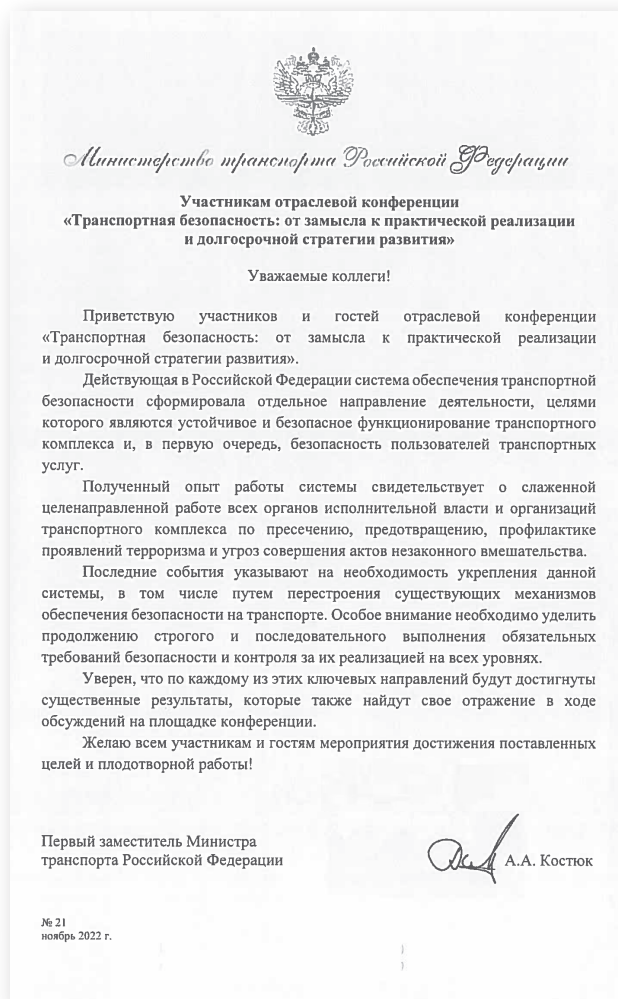 Министерство транспорта Российской Федерации
Участникам отраслевой конференции
«Транспортная безопасность: от замысла к практической реализации
и долгосрочной стратегии развития»
Уважаемые коллеги!
Приветствую участников и гостей отраслевой конференции
«Транспортная безопасность: от замысла к практической реализации
и долгосрочной стратегии развития».
Действующая в Российской Федерации система обеспечения транспортной
безопасности сформировала отдельное направление деятельности, целями
которого являются устойчивое и безопасное функционирование транспортного
комплекса и, в первую очередь, безопасность пользователей транспортных
услуг.
Полученный опыт работы системы свидетельствует о слаженной
целенаправленной работе всех органов исполнительной власти и организаций
транспортного комплекса по пресечению, предотвращению, профилактике
проявлений терроризма и угроз совершения актов незаконного вмешательства.
Последние события указывают на необходимость укрепления данной
системы, в том числе путем перестроения существующих механизмов
обеспечения безопасности на транспорте. Особое внимание необходимо уделить
продолжению строгого и последовательного выполнения обязательных
требований безопасности и контроля за их реализацией на всех уровнях.
Уверен, что по каждому из этих ключевых направлений будут достигнуты
существенные результаты, которые также найдут свое отражение в ходе
обсуждений на площадке конференции.
Желаю всем участникам и гостям мероприятия достижения поставленных
целей и плодотворной работы!
Первый заместитель Министра
транспорта Российской Федерации
А.А. Костюк
№ 21
ноябрь 2022 г.